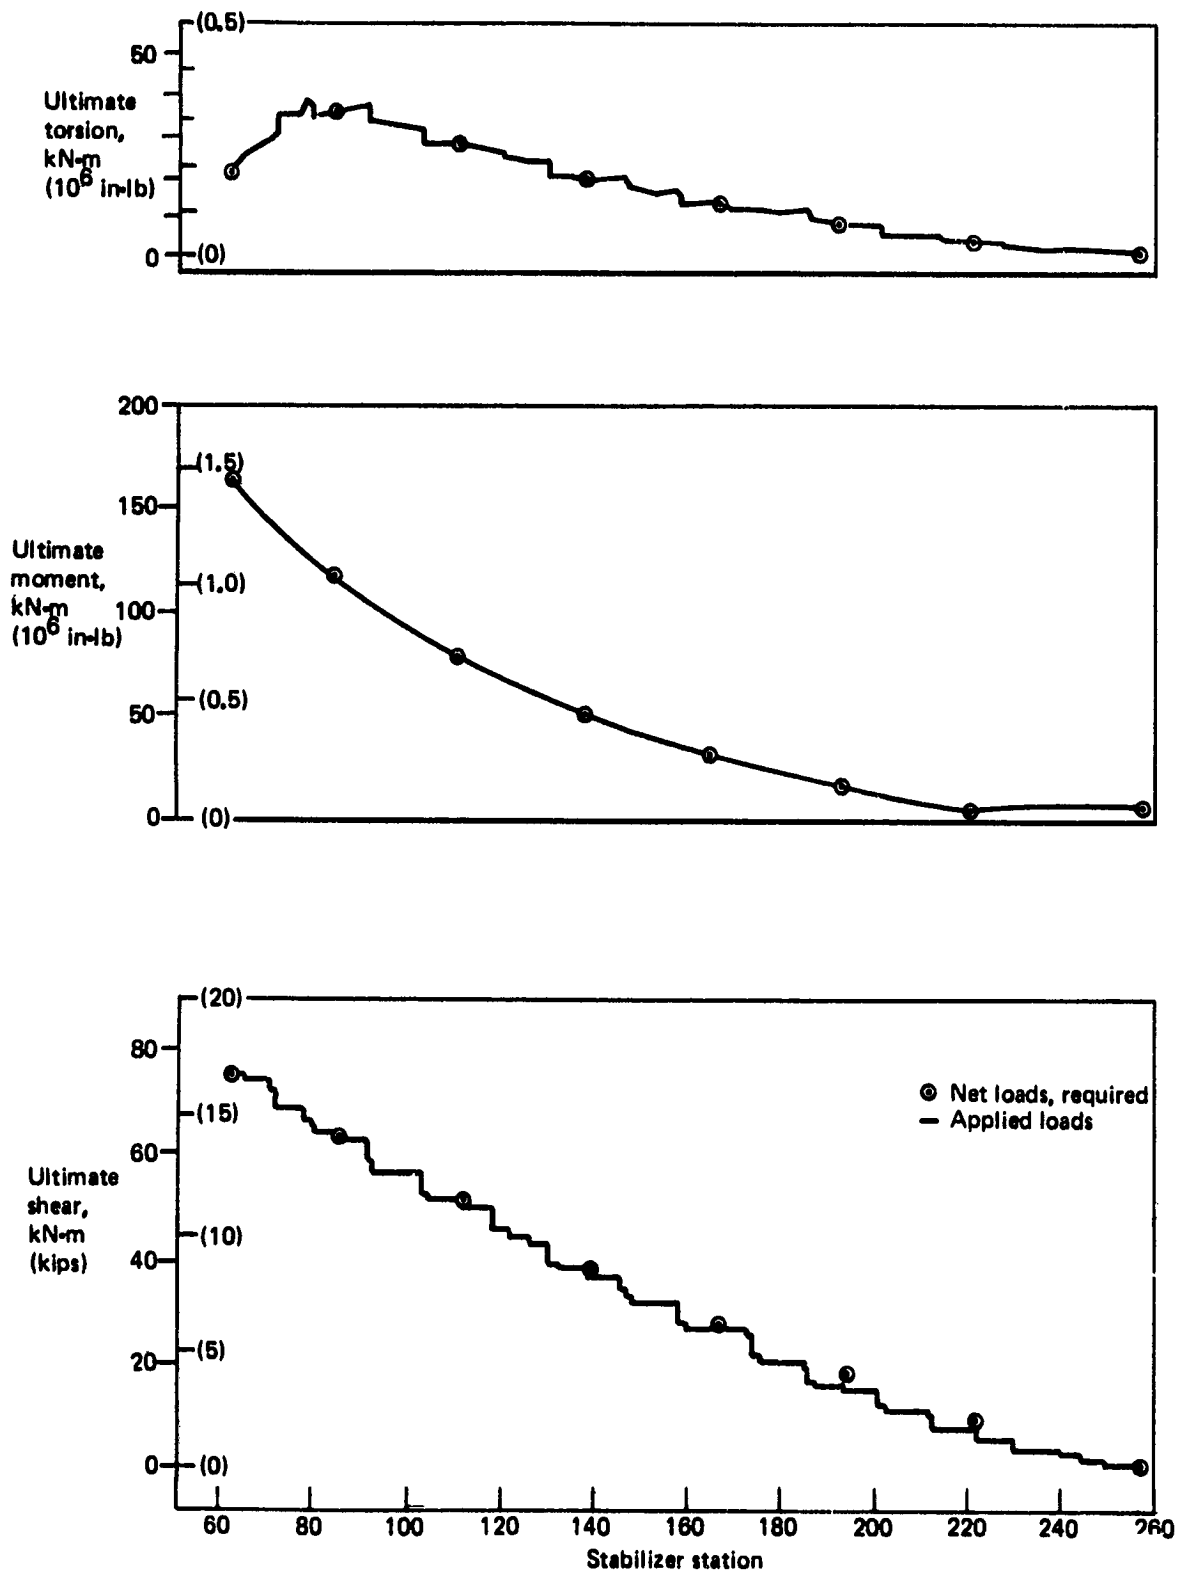 (0.5)
50
Ultimate
torsion,
kN-m
(10⁶ in-lb)
0
(0)
200
(1.5)
150
Ultimate
moment,
kN-m
(10⁶ in-lb)
(1.0)
100
(0.5)
50
0
(0)
(20)
80
Net loads, required
Applied loads
(15)
60
Ultimate
shear,
kN-m
(kips)
(10)
40
(5)
20
0
(0)
60 80 100 120 140 160 180 200 220 240 260
Stabilizer station